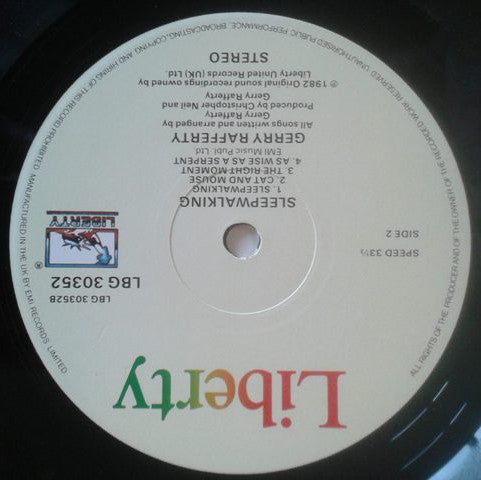 Liberty
LBG 30352B
LBG 30352
®
LIBERTY
SPEED 33⅓
SIDE 2
SLEEPWALKING
1. SLEEPWALKING
2. CAT AND MOUSE
3. THE RIGHT MOMENT
4. AS WISE AS A SERPENT
EMI Music Publ. Ltd
GERRY RAFFERTY
All songs written and arranged by
Gerry Rafferty
Produced by Christopher Neil and
Gerry Rafferty
℗ 1982 Original sound recordings owned by
Liberty United Records (UK) Ltd.
STEREO
ALL RIGHTS OF THE PRODUCER AND OF THE OWNER OF THE RECORDED WORK RESERVED. UNAUTHORISED PUBLIC PERFORMANCE, BROADCASTING, COPYING AND HIRING OF THIS RECORD PROHIBITED. MANUFACTURED IN THE UK BY EMI RECORDS LIMITED